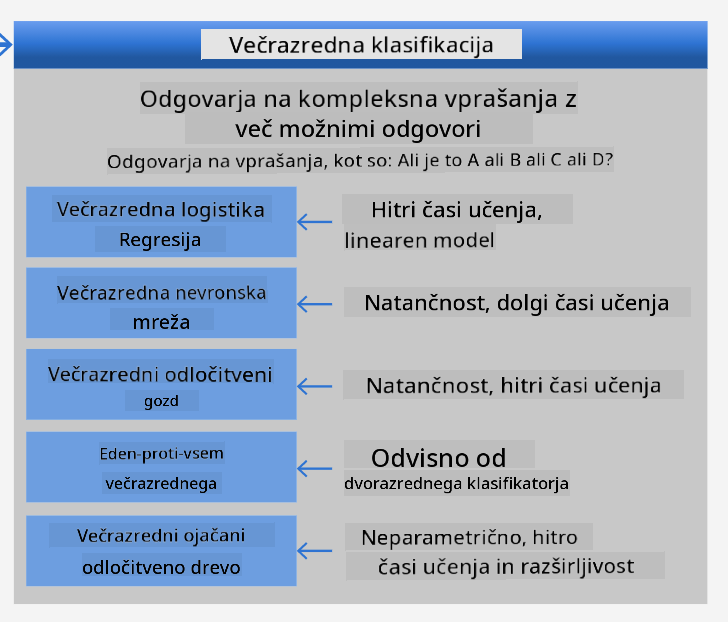 Večrazredna klasifikacija
Odgovarja na kompleksna vprašanja z
več možnimi odgovori
Odgovarja na vprašanja, kot so: Ali je to A ali B ali C ali D?
Večrazredna logistika
Regresija
Hitri časi učenja,
linearen model
Večrazredna nevronska
mreža
Natančnost, dolgi časi učenja
Večrazredni odločitveni
gozd
Natančnost, hitri časi učenja
Eden-proti-vsem
večrazrednega
Odvisno od
dvorazrednega klasifikatorja
Večrazredni ojačani
odločitveno drevo
Neparametrično, hitro
časi učenja in razširljivost